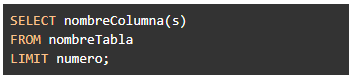 SELECT nombreColumna(s)
FROM nombreTabla
LIMIT numero;